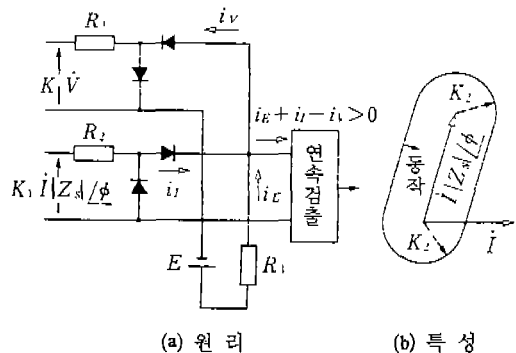 R₁
i_V
K V̇
i_E + i_I − i_V > 0
R₂
K₁ İ |Z_s| /ϕ
i_I
i_E
연속검출
E
R₃
(a) 원 리
K₂
İ |Z_s| /ϕ
동작
K₂
İ
(b) 특 성